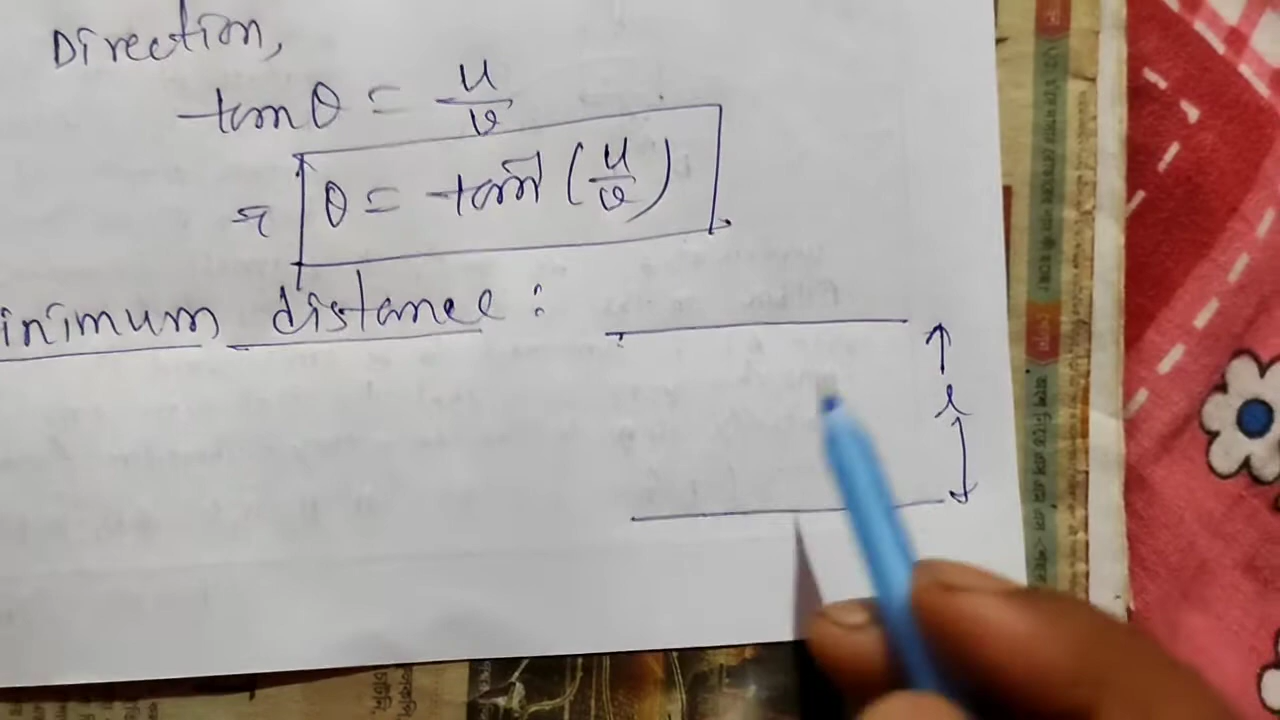 Direction,
tanθ = u/v
θ = tan⁻¹ (u/v)
inimum distance :
l